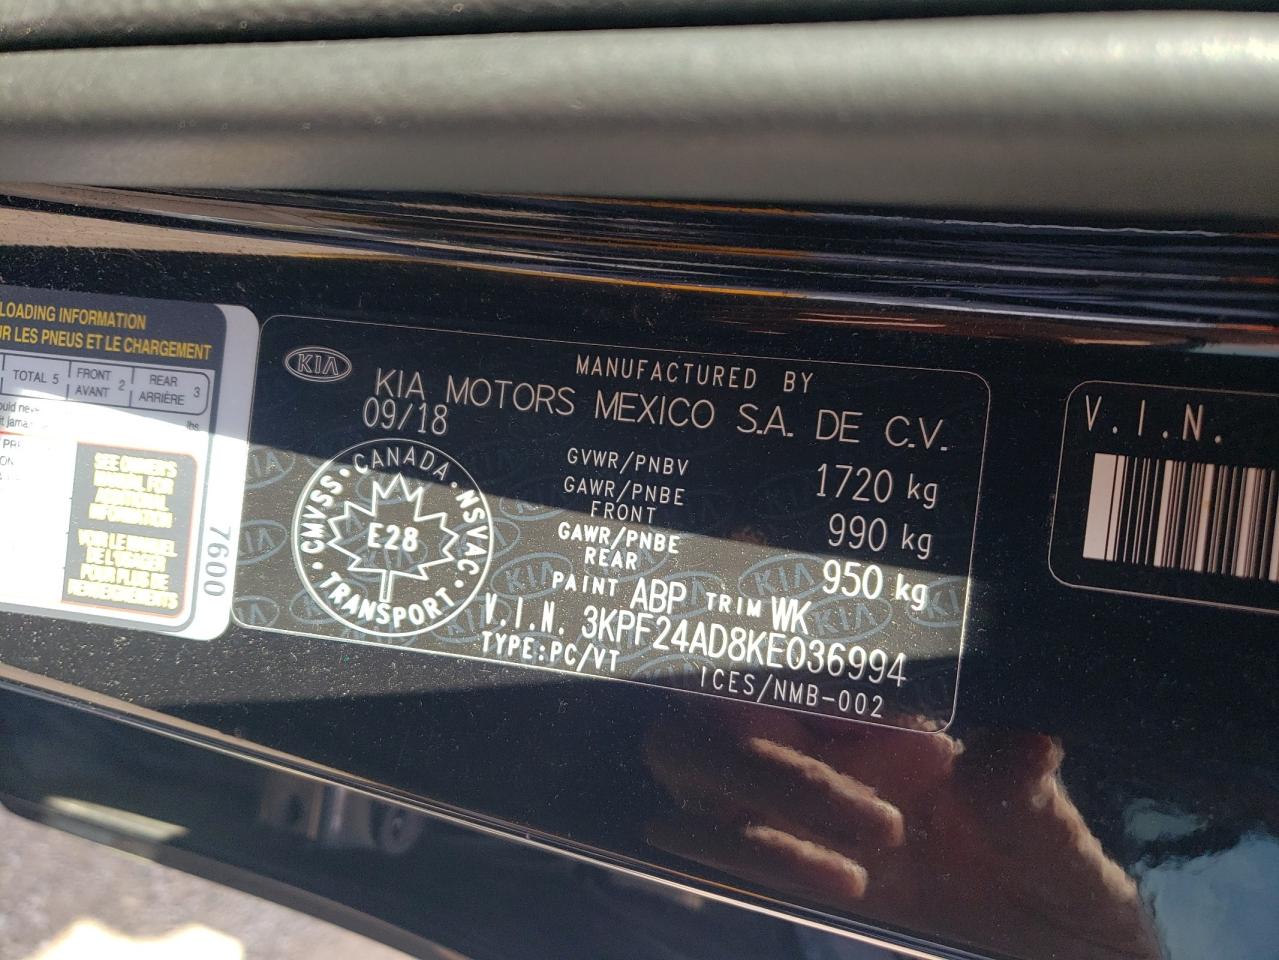 LOADING INFORMATION
UR LES PNEUS ET LE CHARGEMENT
TOTAL 5 FRONT AVANT 2 REAR ARRIÈRE 3
lbs.
SEE OWNER'S
MANUAL FOR
ADDITIONAL
INFORMATION
VOIR LE MANUEL
DE L'USAGER
POUR PLUS DE
RENSEIGNEMENTS
7600
KIA
MANUFACTURED BY
KIA MOTORS MEXICO S.A. DE C.V.
09/18
CANADA
CMVSS · NSVAC
E28
TRANSPORT
GVWR/PNBV 1720 kg
GAWR/PNBE FRONT 990 kg
GAWR/PNBE REAR 950 kg
PAINT ABP TRIM WK
V.I.N. 3KPF24AD8KE036994
TYPE:PC/VT
ICES/NMB-002
V.I.N.